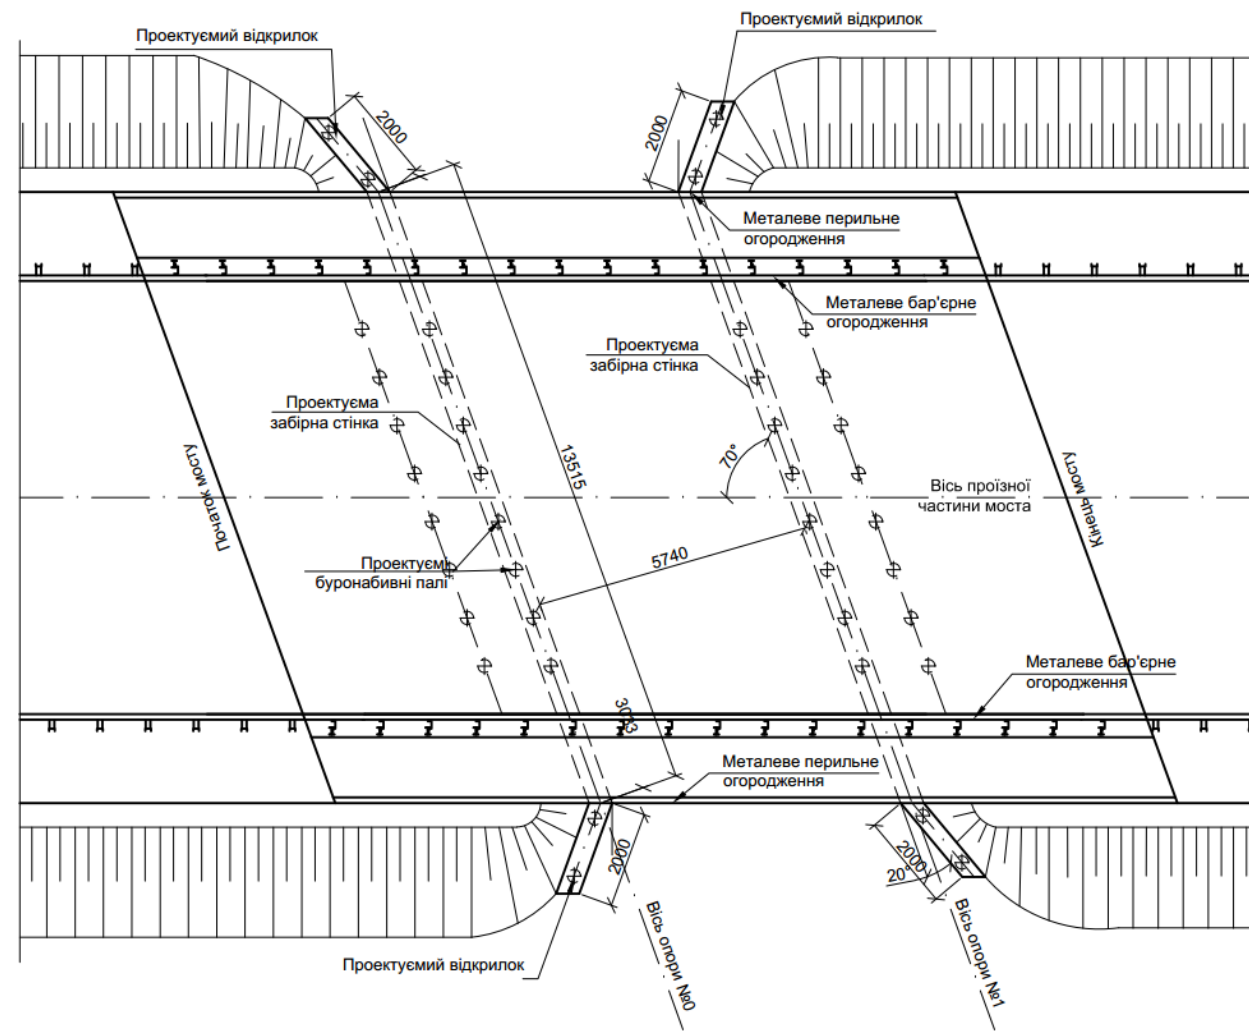 Проектуємий відкрилок
Проектуємий відкрилок
2000
2000
Металеве перильне
огородження
Металеве бар'єрне
огородження
Проектуєма
забірна стінка
Проектуєма
забірна стінка
13515
70°
Початок мосту
Вісь проїзної
частини моста
Кінець мосту
5740
Проектуємі
буронабивні палі
Металеве бар'єрне
огородження
3033
Металеве перильне
огородження
2000
2000
20°
Вісь опори №0
Вісь опори №1
Проектуємий відкрилок